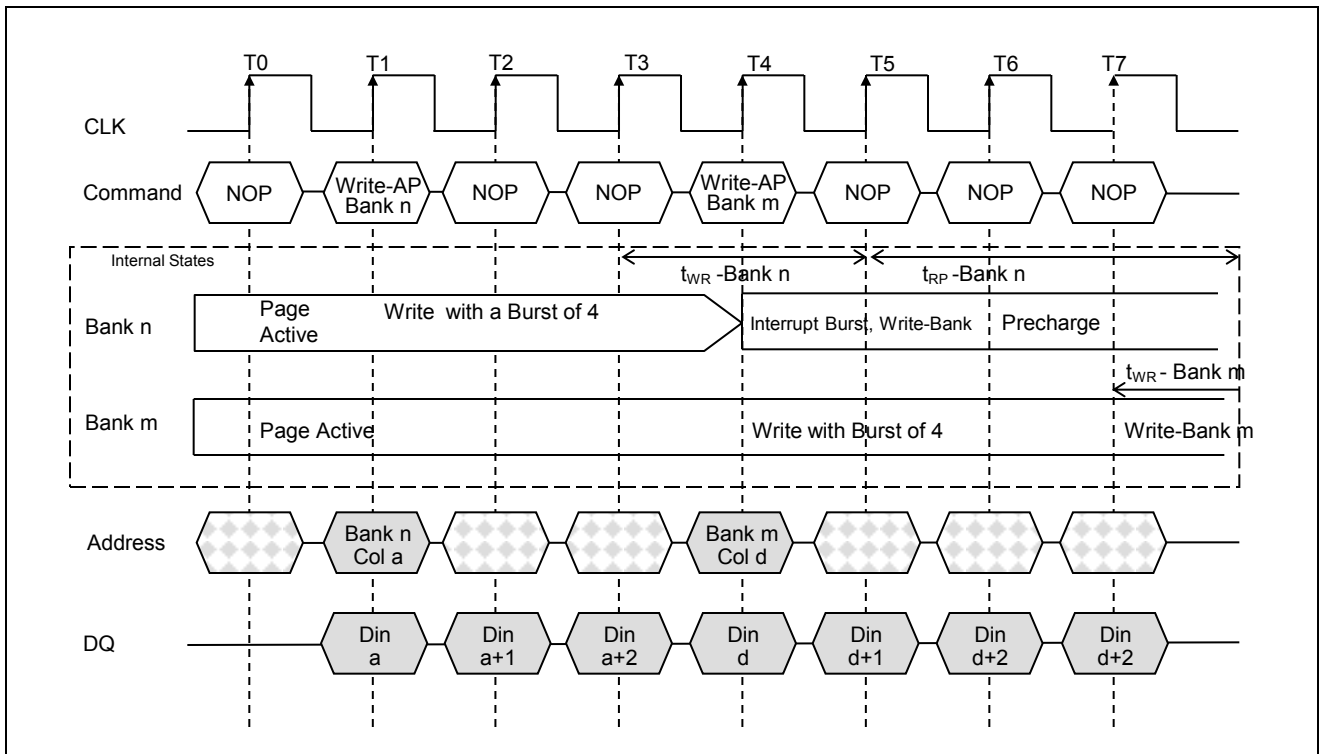 T0 T1 T2 T3 T4 T5 T6 T7
CLK
Command NOP Write-AP Bank n NOP NOP Write-AP Bank m NOP NOP NOP
Internal States
tWR -Bank n tRP -Bank n
Bank n Page Active Write with a Burst of 4 Interrupt Burst, Write-Bank Precharge
tWR - Bank m
Bank m Page Active Write with Burst of 4 Write-Bank m
Address Bank n Col a Bank m Col d
DQ Din a Din a+1 Din a+2 Din d Din d+1 Din d+2 Din d+2